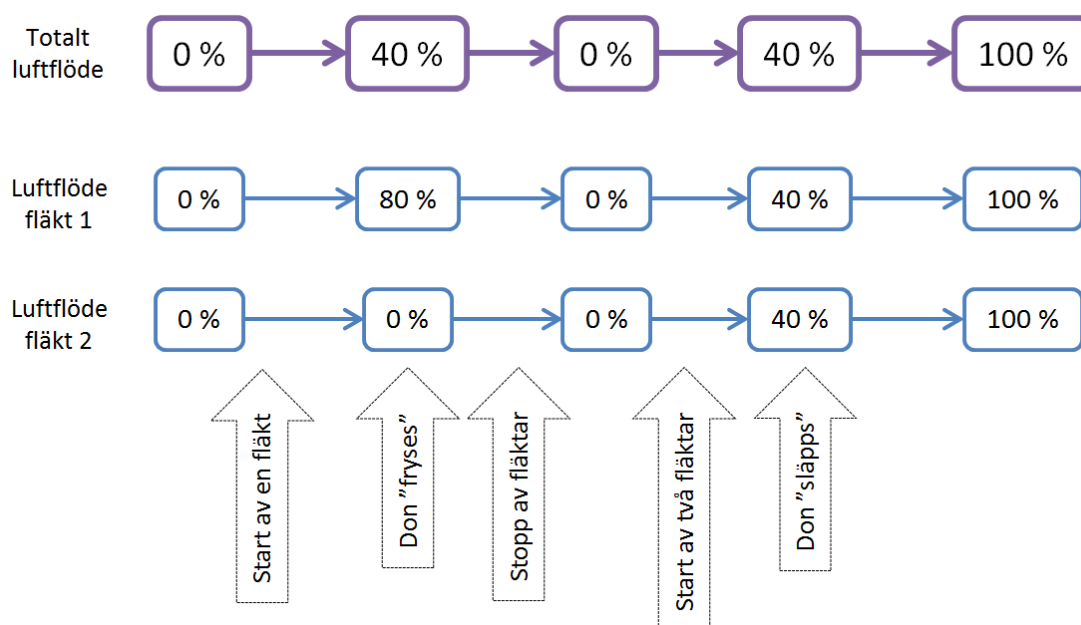 Totalt
luftflöde
0 %
40 %
0 %
40 %
100 %
Luftflöde
fläkt 1
0 %
80 %
0 %
40 %
100 %
Luftflöde
fläkt 2
0 %
0 %
0 %
40 %
100 %
Start av en fläkt
Don ”fryses”
Stopp av fläktar
Start av två fläktar
Don ”släpps”